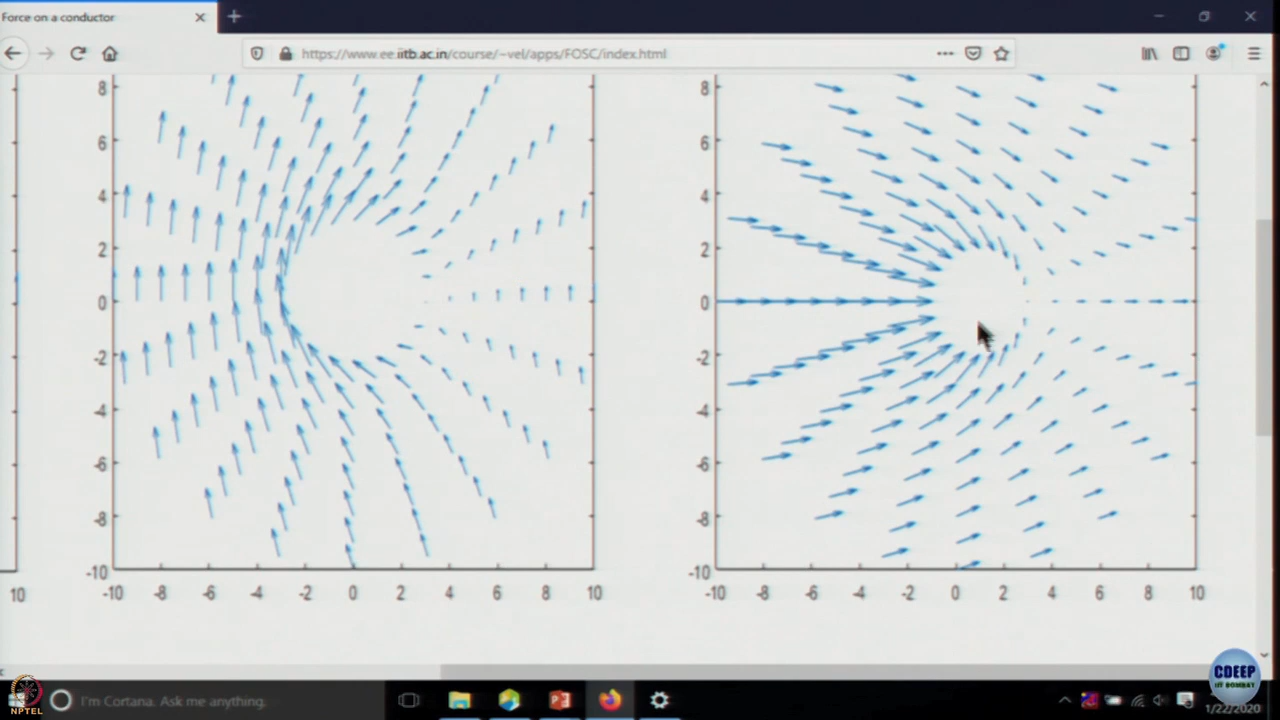 Force on a conductor
https://www.ee.iitb.ac.in/course/~vel/apps/FOSC/index.html
8
6
4
2
0
-2
-4
-6
-8
-10
10
-10 -8 -6 -4 -2 0 2 4 6 8 10
8
6
4
2
0
-2
-4
-6
-8
-10
-10 -8 -6 -4 -2 0 2 4 6 8 10
I'm Cortana. Ask me anything.
NPTEL
CDEEP
IIT BOMBAY
1/22/2020